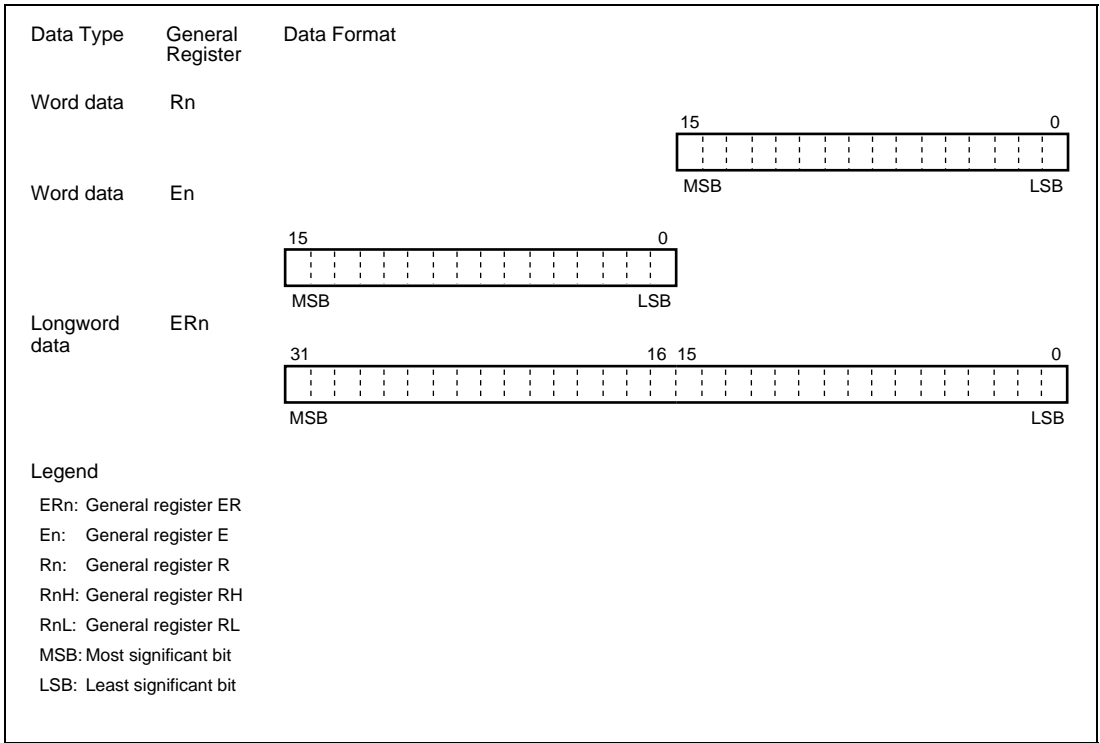 Data Type General Register Data Format
Word data Rn
15 0
MSB LSB
Word data En
15 0
MSB LSB
Longword data ERn
31 16 15 0
MSB LSB
Legend
ERn: General register ER
En: General register E
Rn: General register R
RnH: General register RH
RnL: General register RL
MSB: Most significant bit
LSB: Least significant bit